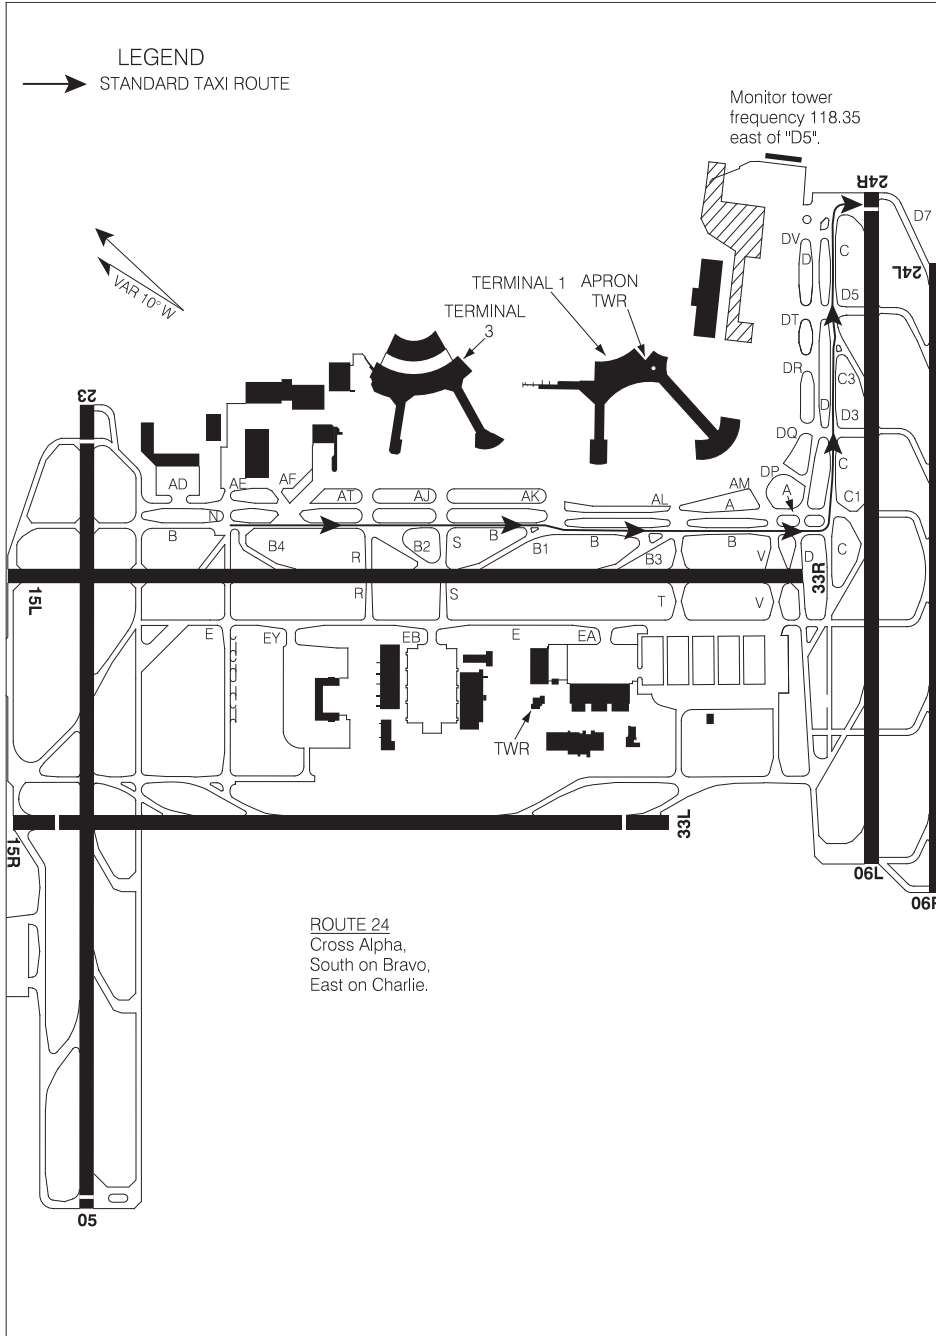 LEGEND
STANDARD TAXI ROUTE
Monitor tower
frequency 118.35
east of "D5".
24R
D7
24L
VAR 10° W
TERMINAL 1
APRON
TWR
TERMINAL
3
DV
D
C
D5
DT
DR
C3
D
D3
DQ
23
DP
C
A
C1
AD
AE
AF
AT
AJ
AK
AL
AM
A
N
B
B4
R
B2
S
B
B1
B
B3
B
V
D
C
15L
33R
R
S
T
V
E
EY
EB
E
EA
TWR
15R
33L
06L
06R
ROUTE 24
Cross Alpha,
South on Bravo,
East on Charlie.
05